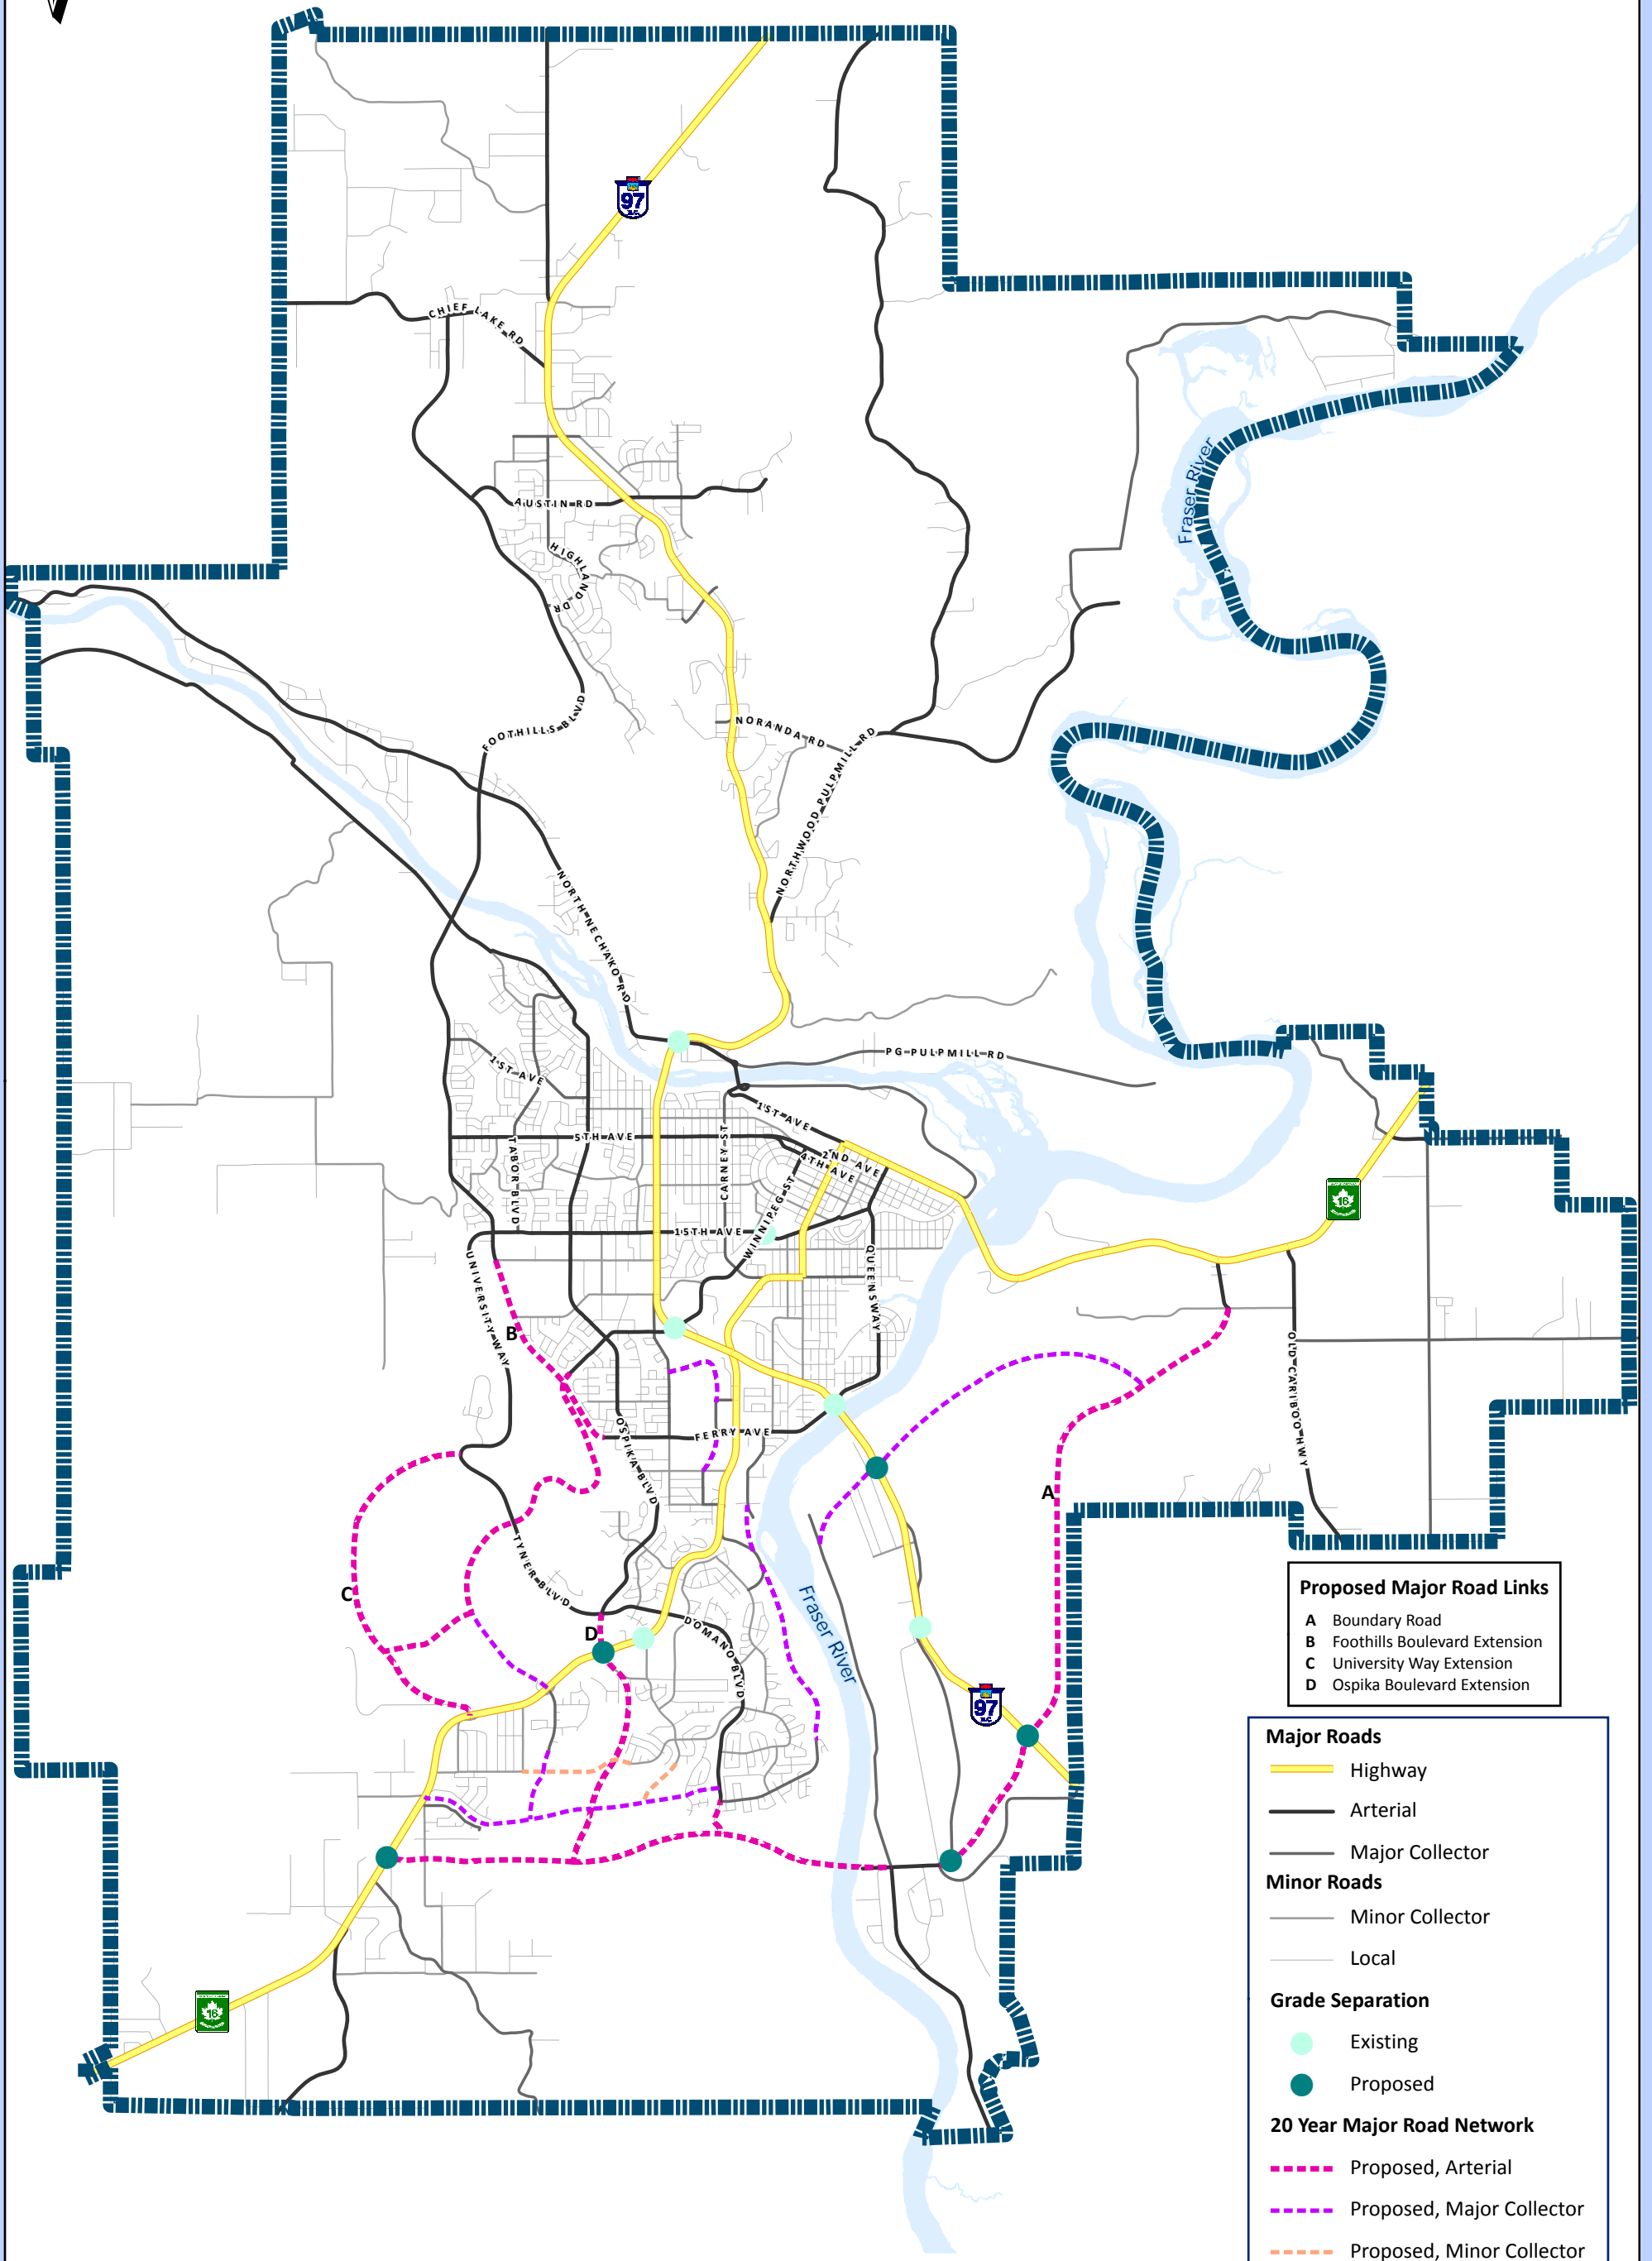 97
CHIEF LAKE RD
AUSTIN RD
HIGHLAND DR
Fraser River
FOOTHILLS BLVD
NORANDA RD
NORTHWOOD PULPMILL RD
NORTH NECHAKO RD
PG PULPMILL RD
1ST AVE
1ST AVE
5TH AVE
TABOR BLVD
CARNEY ST
2ND AVE
4TH AVE
WINNIPEG ST
15TH AVE
16
UNIVERSITY WAY
QUEENSWAY
B
OLD CARIBOO HWY
OSPIKA BLVD
FERRY AVE
A
TYNER BLVD
C
D
DOMANO BLVD
Fraser River
97
16
Proposed Major Road Links
A Boundary Road
B Foothills Boulevard Extension
C University Way Extension
D Ospika Boulevard Extension
Major Roads
Highway
Arterial
Major Collector
Minor Roads
Minor Collector
Local
Grade Separation
Existing
Proposed
20 Year Major Road Network
Proposed, Arterial
Proposed, Major Collector
Proposed, Minor Collector